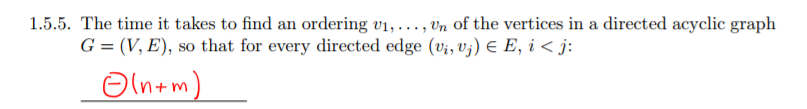 1.5.5. The time it takes to find an ordering v₁, . . . , vₙ of the vertices in a directed acyclic graph
G = (V, E), so that for every directed edge (vᵢ, vⱼ) ∈ E, i < j:
Θ(n+m)